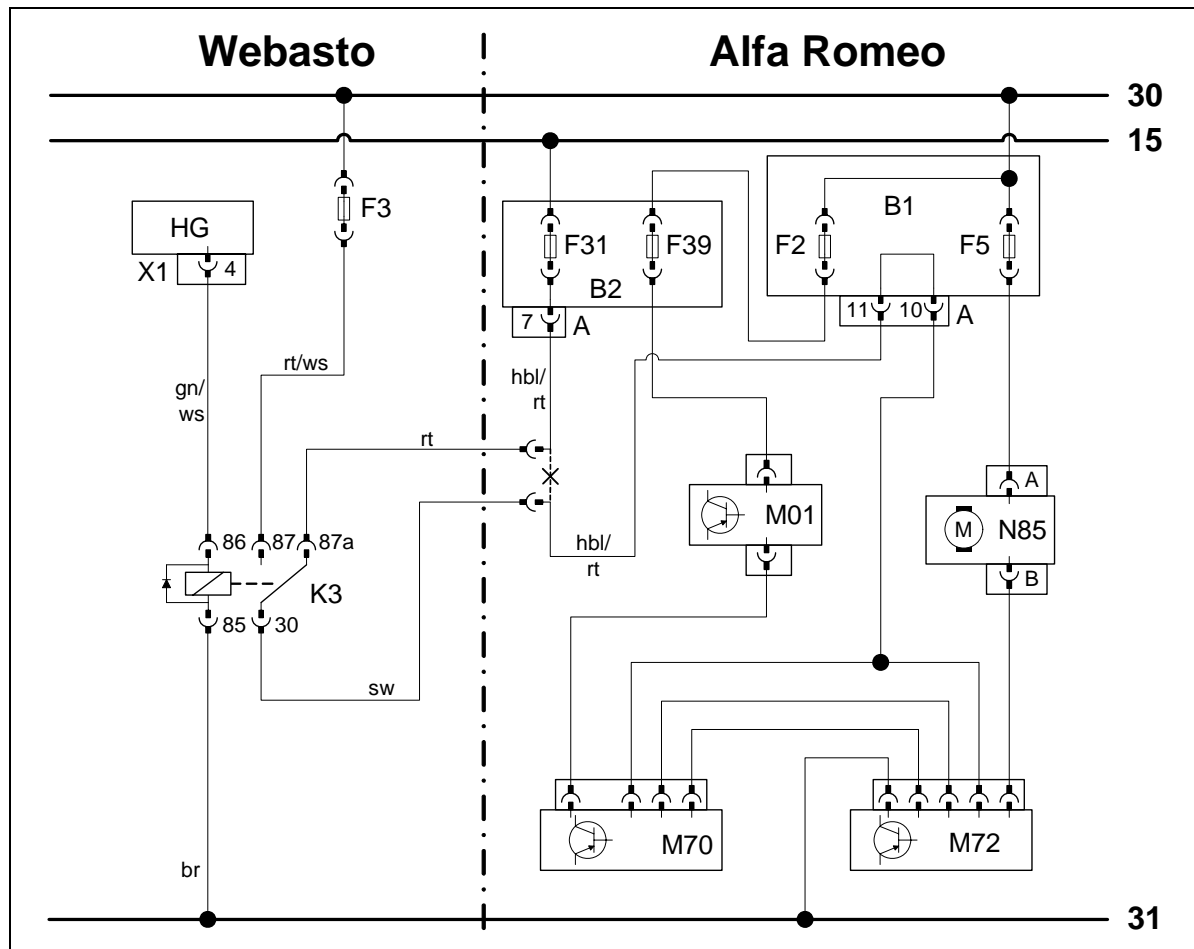 Webasto
Alfa Romeo
30
15
HG
X1
4
F3
F31
F39
B2
7
A
B1
F2
F5
11
10
A
gn/
ws
rt/ws
hbl/
rt
rt
86
87
87a
K3
85
30
sw
hbl/
rt
M01
A
M
N85
B
M70
M72
br
31